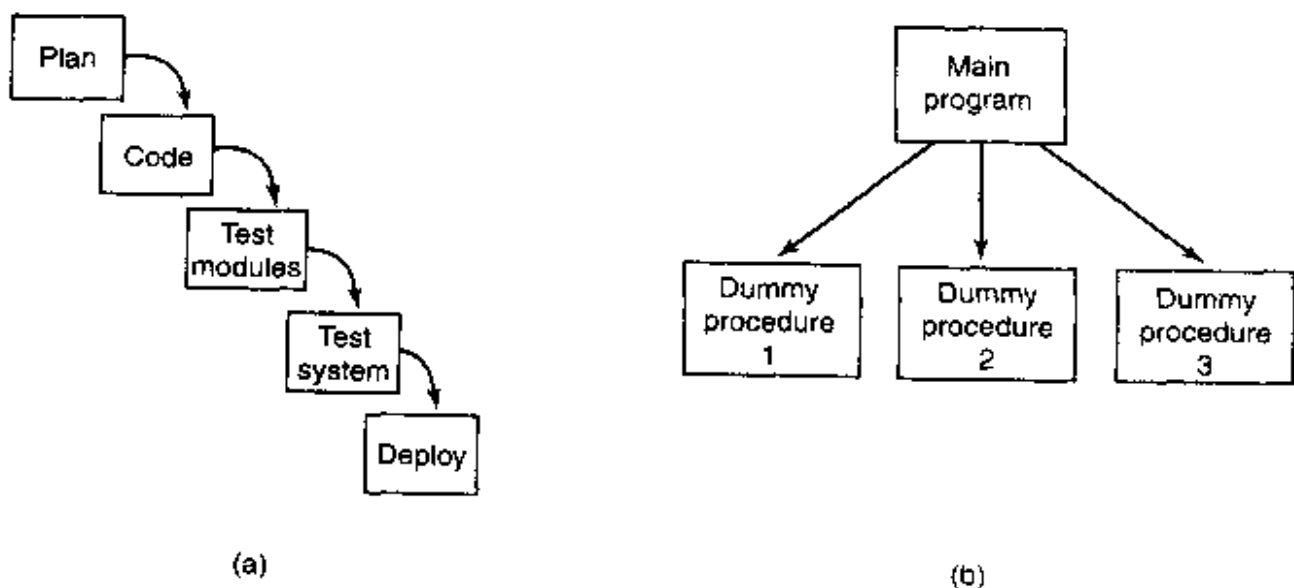 Plan
Code
Test
modules
Test
system
Deploy
(a)
Main
program
Dummy
procedure
1
Dummy
procedure
2
Dummy
procedure
3
(b)